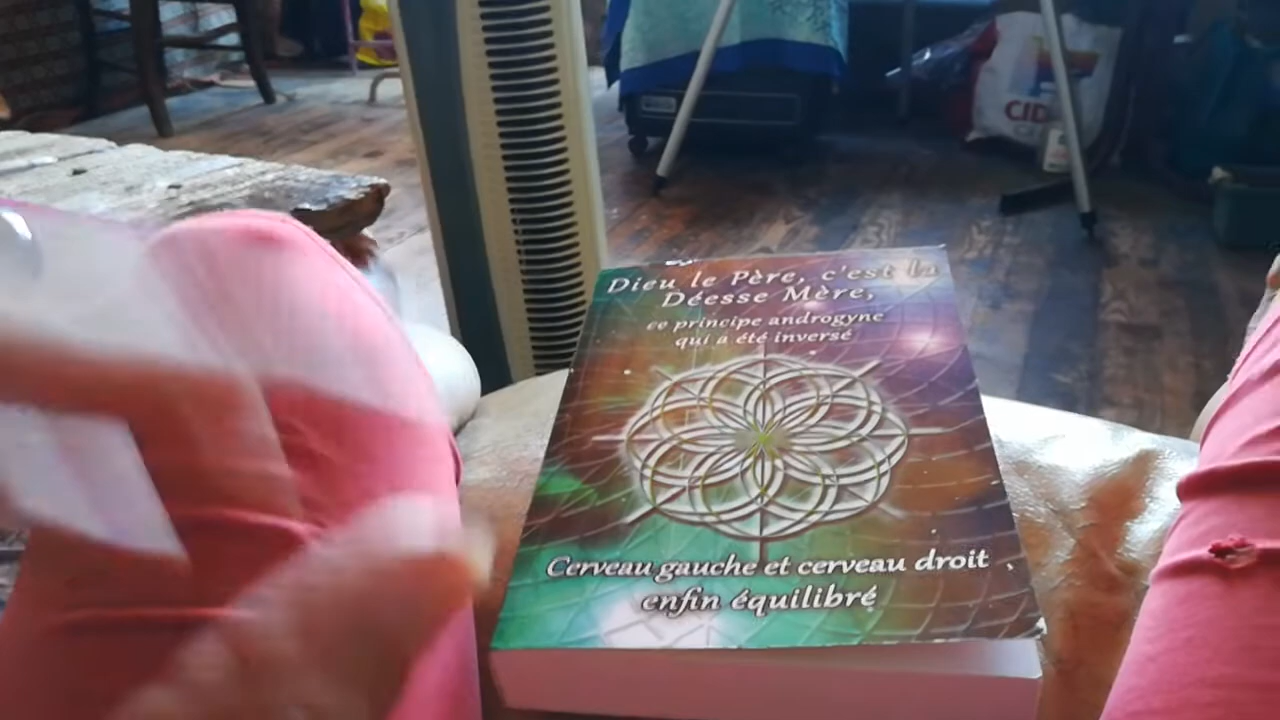 Dieu le Père, c'est la
Déesse Mère,
ce principe androgyne
qui a été inversé
Cerveau gauche et cerveau droit
enfin équilibré